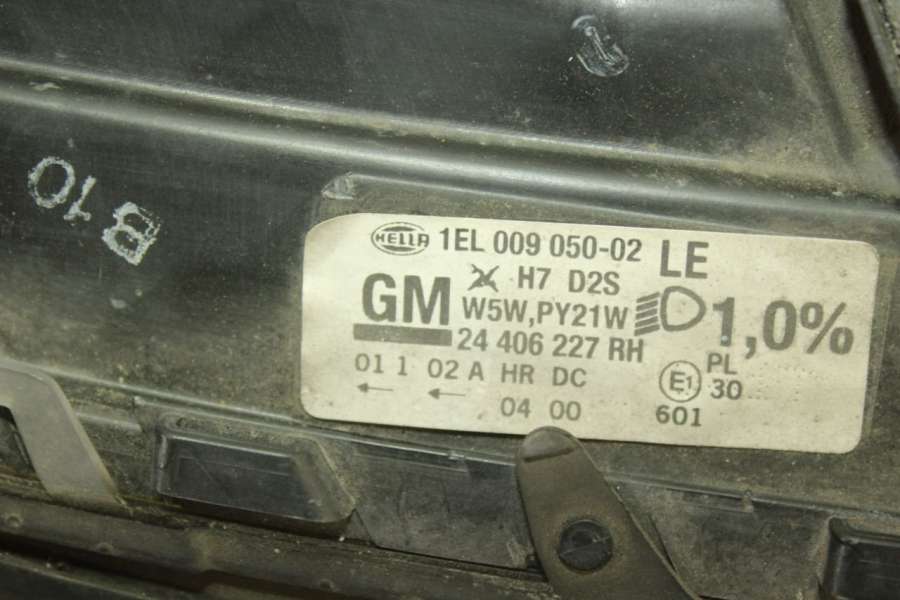 B 10
HELLA 1EL 009 050-02 LE
H7 D2S
GM W5W,PY21W 1,0%
24 406 227 RH
01 1 02 A HR DC E1 PL
30
04 00 601